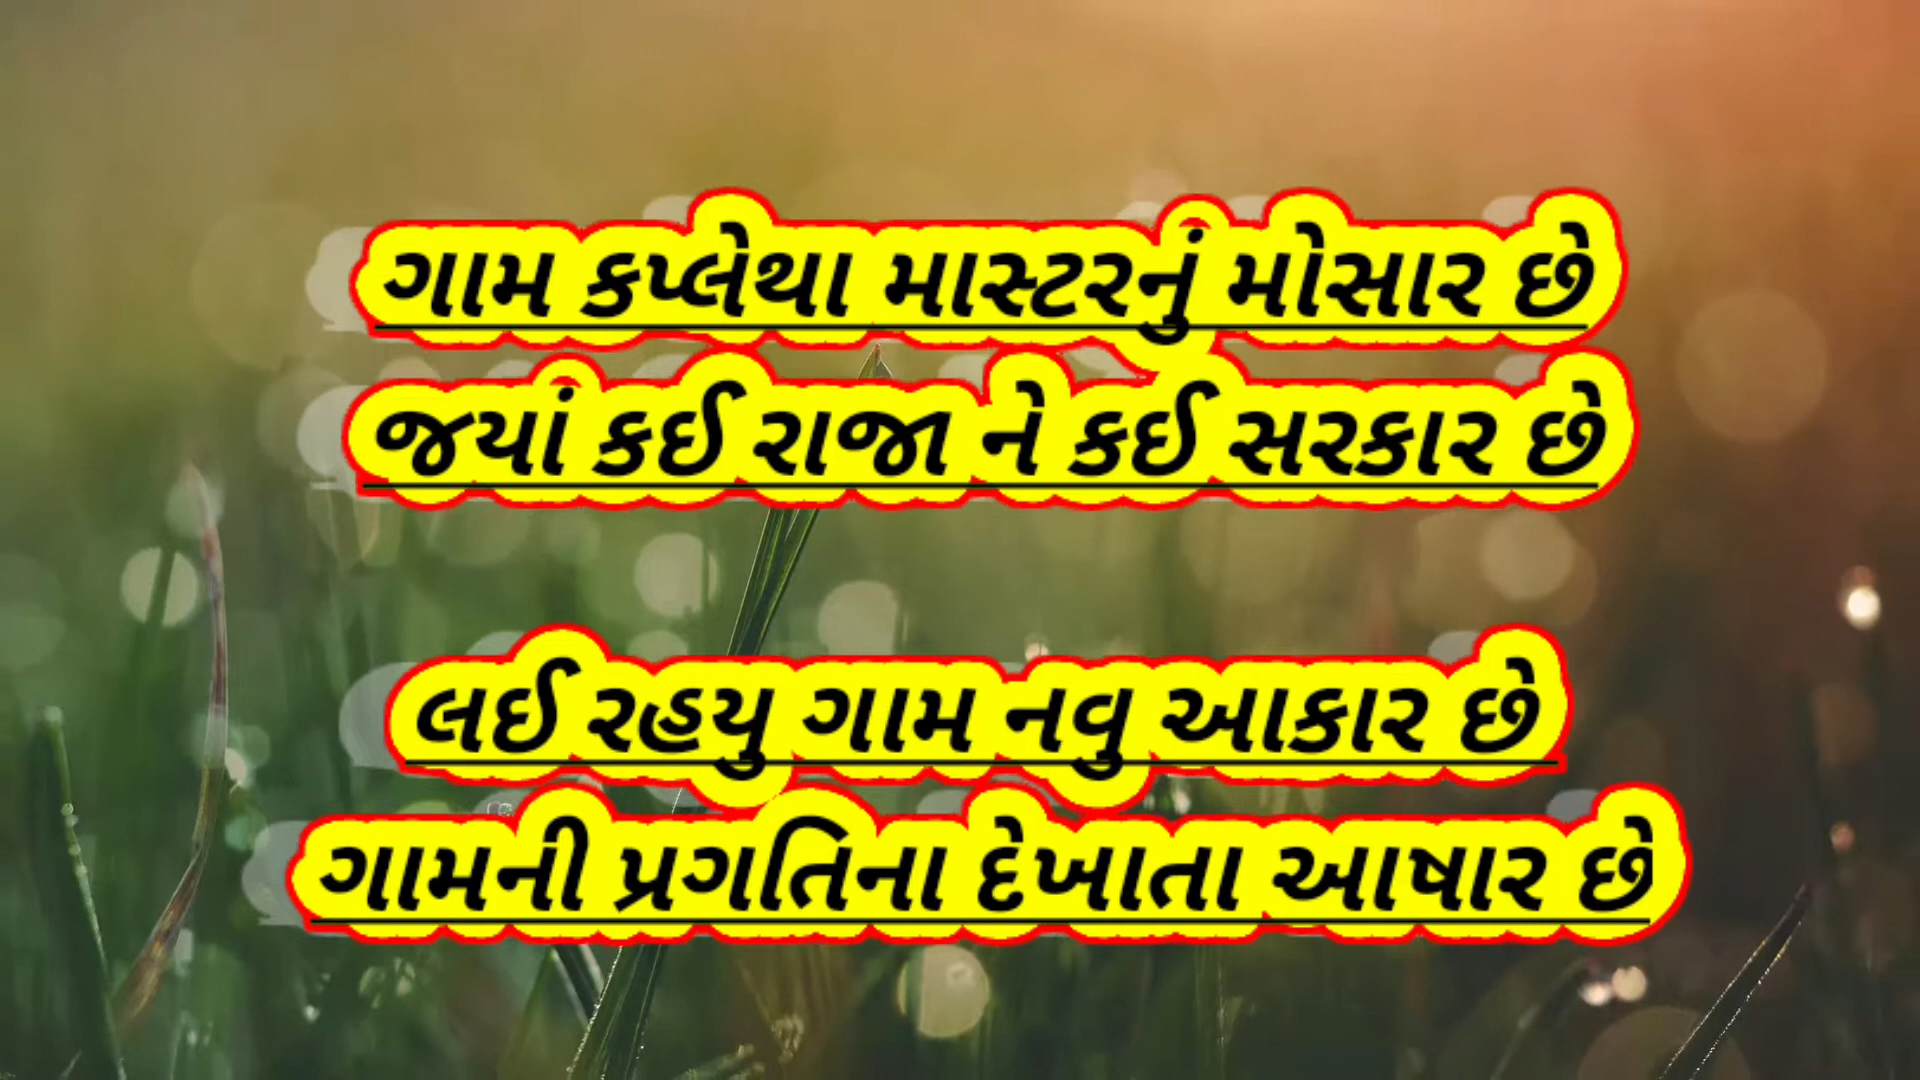 ગામ કપ્લેથા માસ્ટરનું મોસાર છે
જયાં કઈ રાજા ને કઈ સરકાર છે
લઈ રહયુ ગામ નવુ આકાર છે
ગામની પ્રગતિના દેખાતા આષાર છે